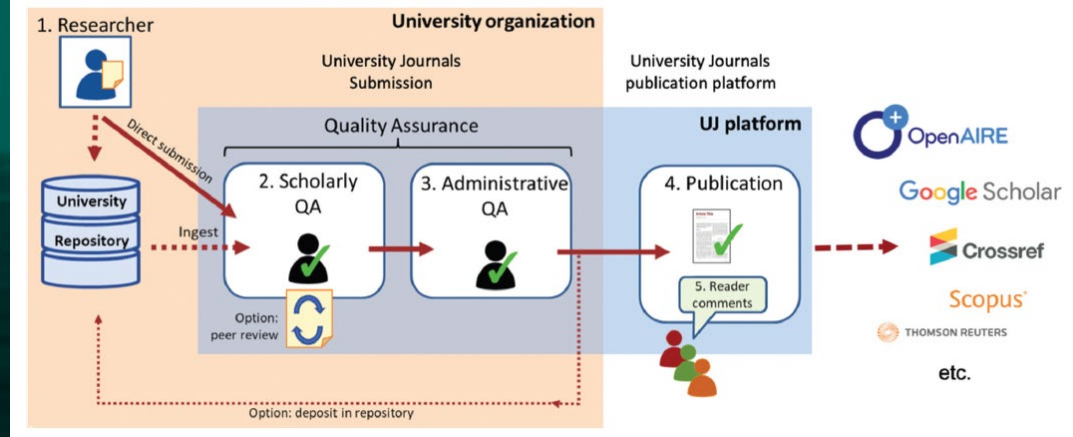 1. Researcher
University organization
University Journals
Submission
University Journals
publication platform
Quality Assurance
UJ platform
Direct submission
University
Repository
Ingest
2. Scholarly
QA
3. Administrative
QA
4. Publication
Option:
peer review
5. Reader
comments
Option: deposit in repository
OpenAIRE
Google Scholar
Crossref
Scopus
THOMSON REUTERS
etc.